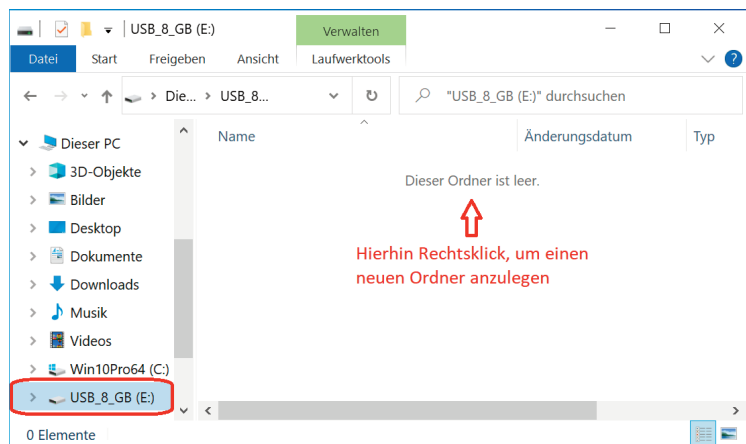 USB_8_GB (E:)
Verwalten
Datei Start Freigeben Ansicht Laufwerktools
Die... USB_8... "USB_8_GB (E:)" durchsuchen
Name Änderungsdatum Typ
Dieser PC
3D-Objekte
Bilder
Desktop
Dokumente
Downloads
Musik
Videos
Win10Pro64 (C:)
USB_8_GB (E:)
Dieser Ordner ist leer.
Hierhin Rechtsklick, um einen
neuen Ordner anzulegen
0 Elemente